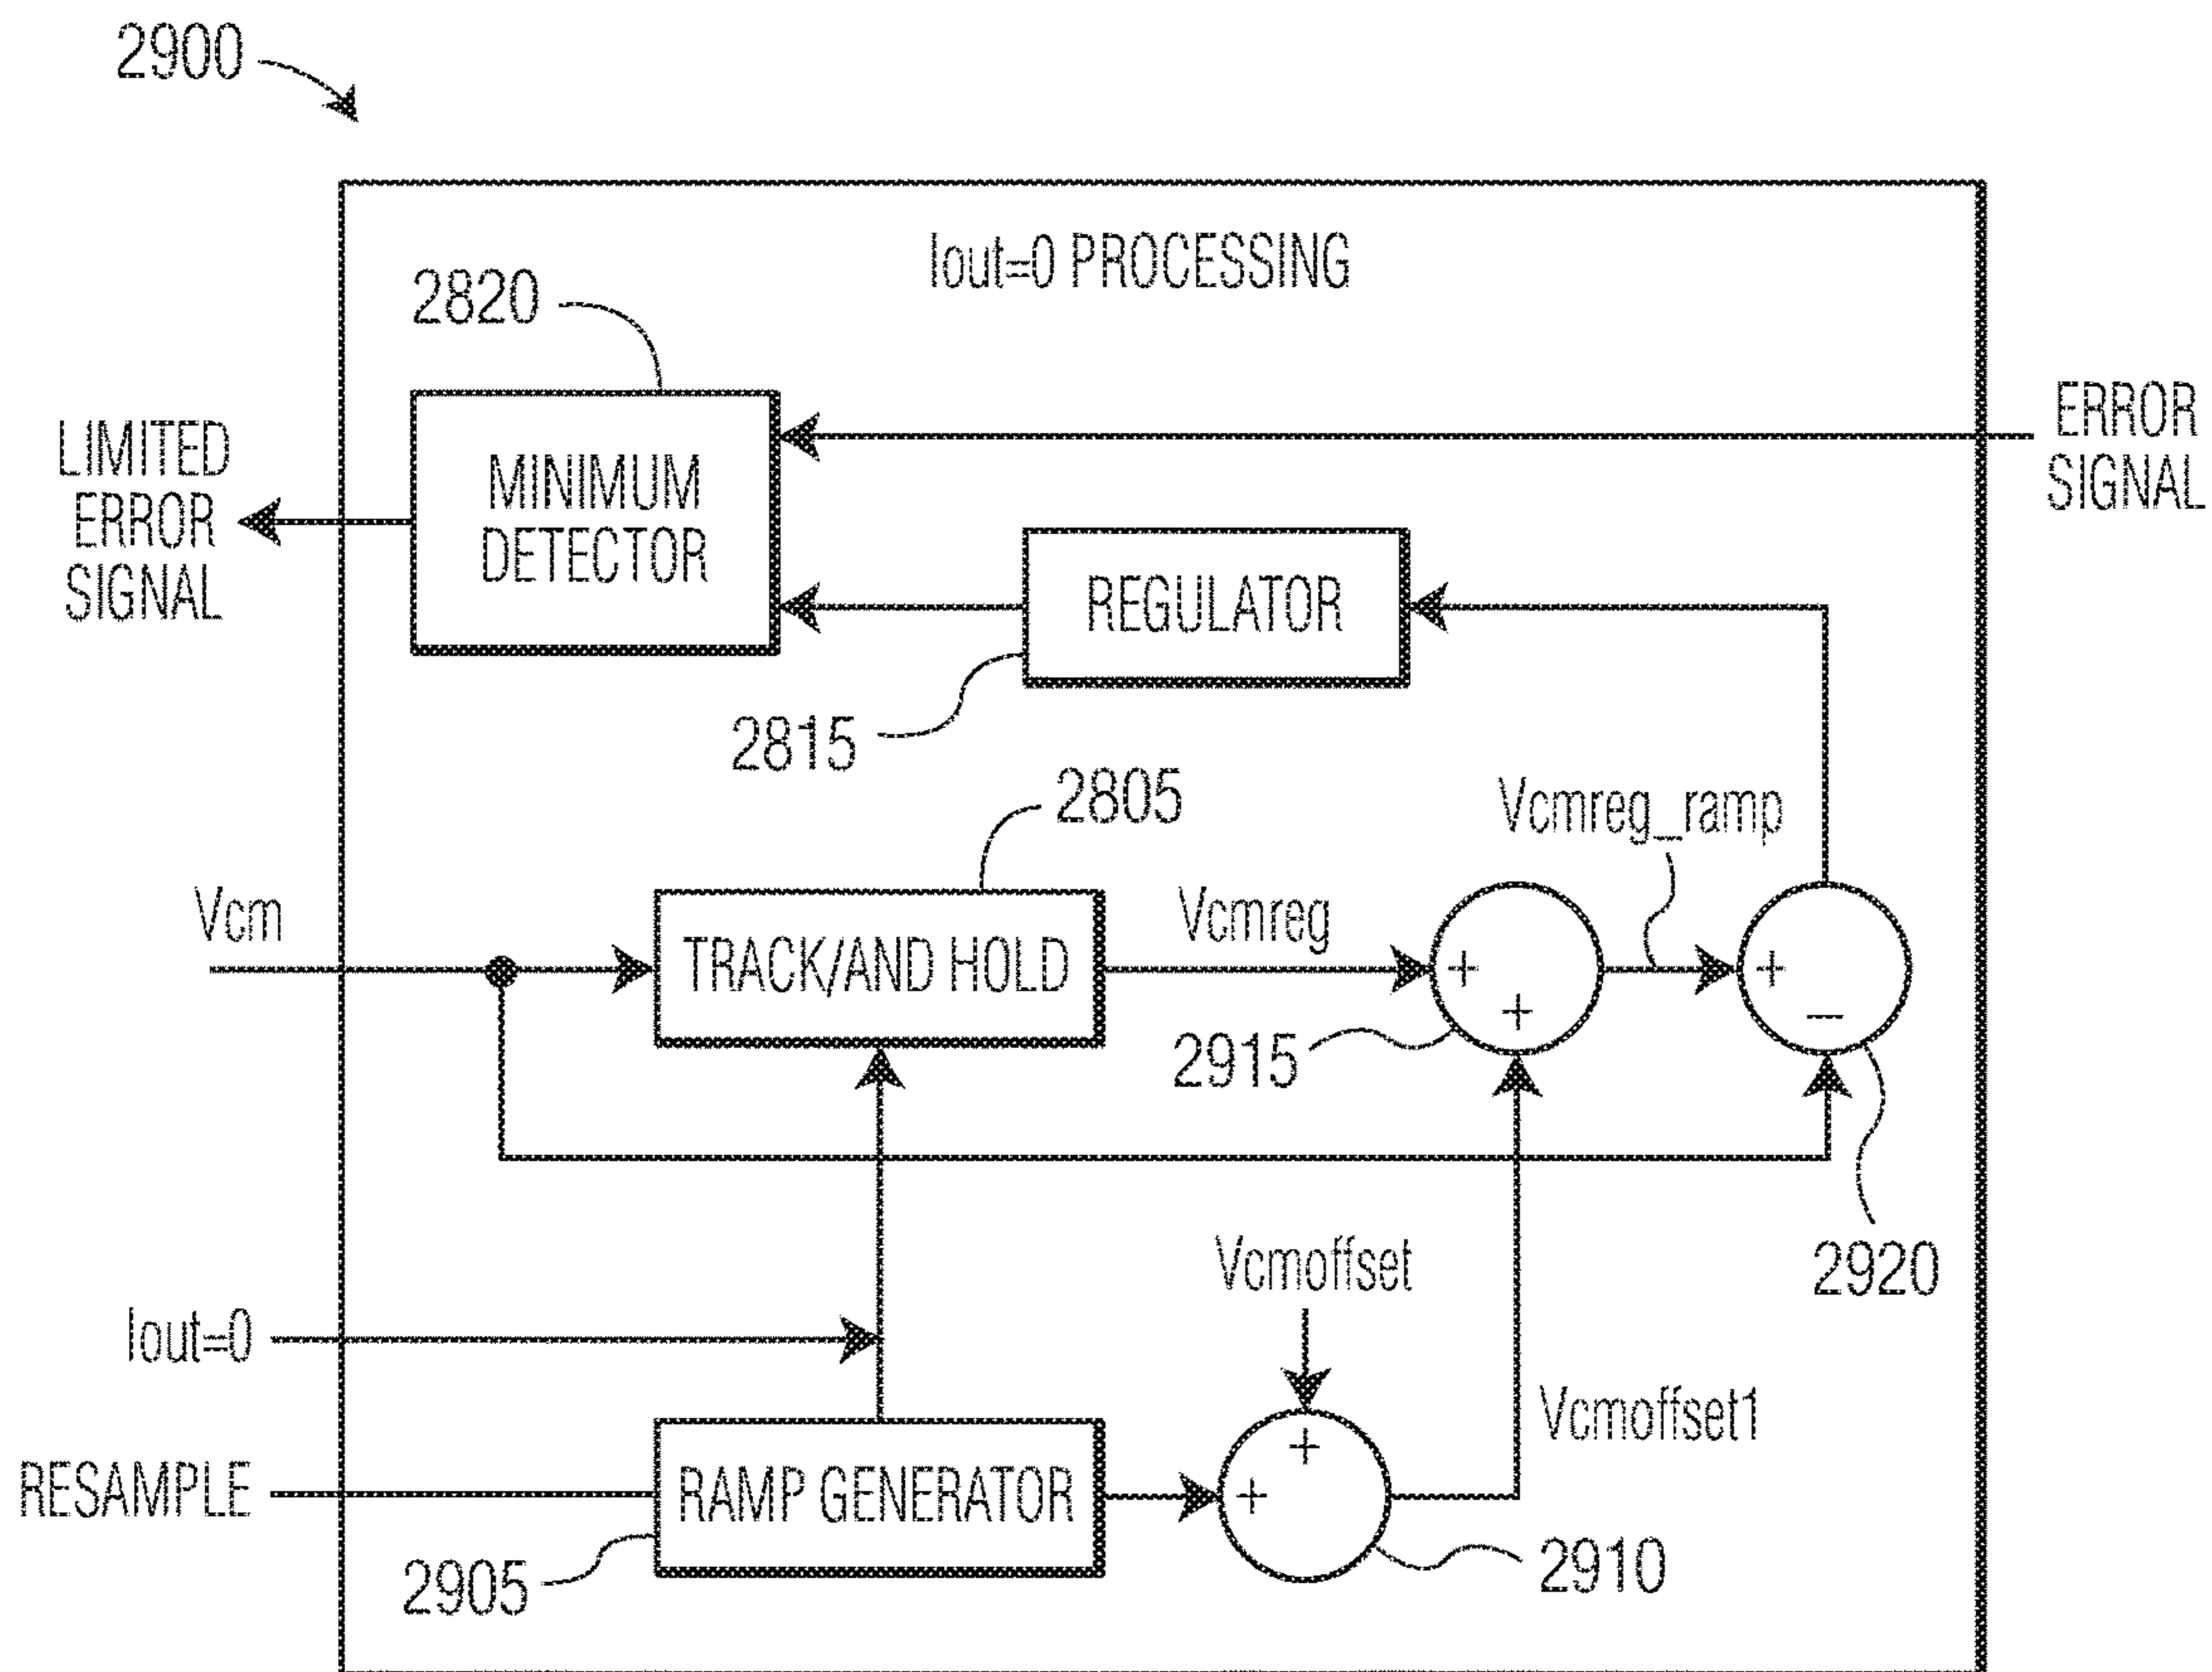 2900
Iout=0 PROCESSING
2820
ERROR
SIGNAL
LIMITED
ERROR
SIGNAL
MINIMUM
DETECTOR
REGULATOR
2815
2805
Vcmreg_ramp
Vcm
TRACK/AND HOLD
Vcmreg
+
+
+
−
2915
2920
Vcmoffset
Iout=0
Vcmoffset1
RESAMPLE
RAMP GENERATOR
+
+
2905
2910